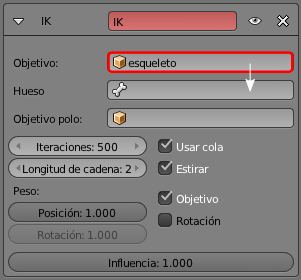 IK IK
Objetivo: esqueleto
Hueso
Objetivo polo:
Iteraciones: 500 Usar cola
Longitud de cadena: 2 Estirar
Peso:
Posición: 1.000 Objetivo
Rotación: 1.000 Rotación
Influencia: 1.000